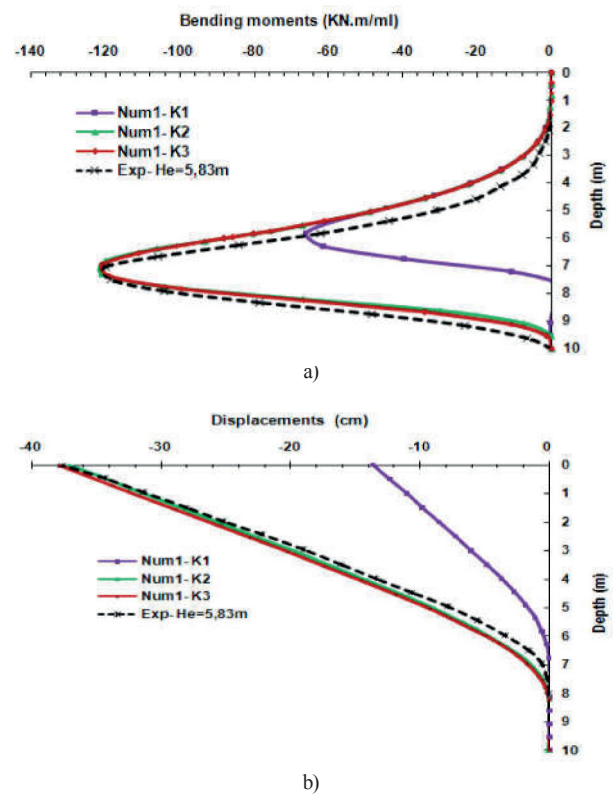 Bending moments (KN.m/ml)
-140 -120 -100 -80 -60 -40 -20 0
0
1
2
3
4
5
6
7
8
9
10
Depth (m)
Num1- K1
Num1- K2
Num1- K3
Exp- He=5,83m
a)
Displacements (cm)
-40 -30 -20 -10 0
0
1
2
3
4
5
6
7
8
9
10
Depth (m)
Num1- K1
Num1- K2
Num1- K3
Exp- He=5,83m
b)